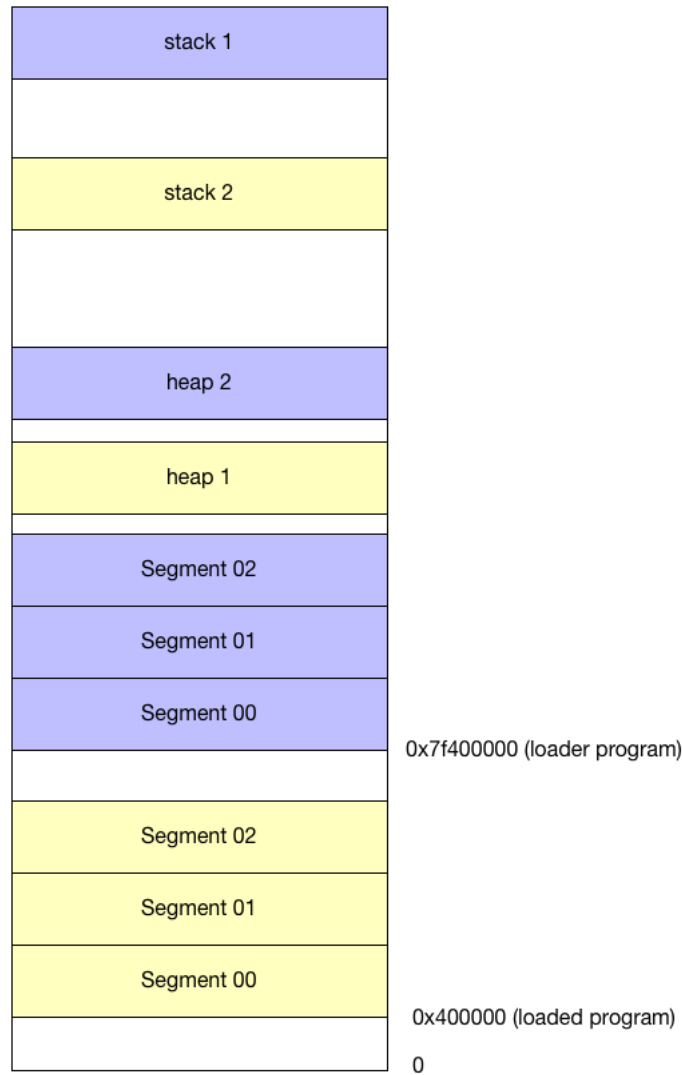 stack 1
stack 2
heap 2
heap 1
Segment 02
Segment 01
Segment 00
0x7f400000 (loader program)
Segment 02
Segment 01
Segment 00
0x400000 (loaded program)
0